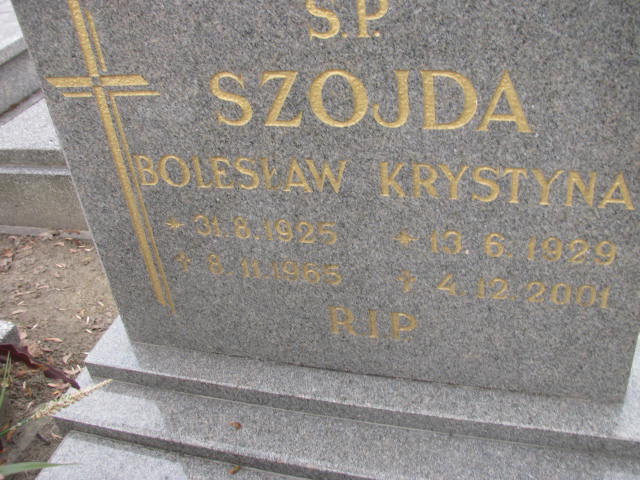 Ś.P.
SZOJDA
BOLESŁAW KRYSTYNA
* 31.8.1925 * 13.6.1929
† 8.11.1965 † 4.12.2001
R.I.P.